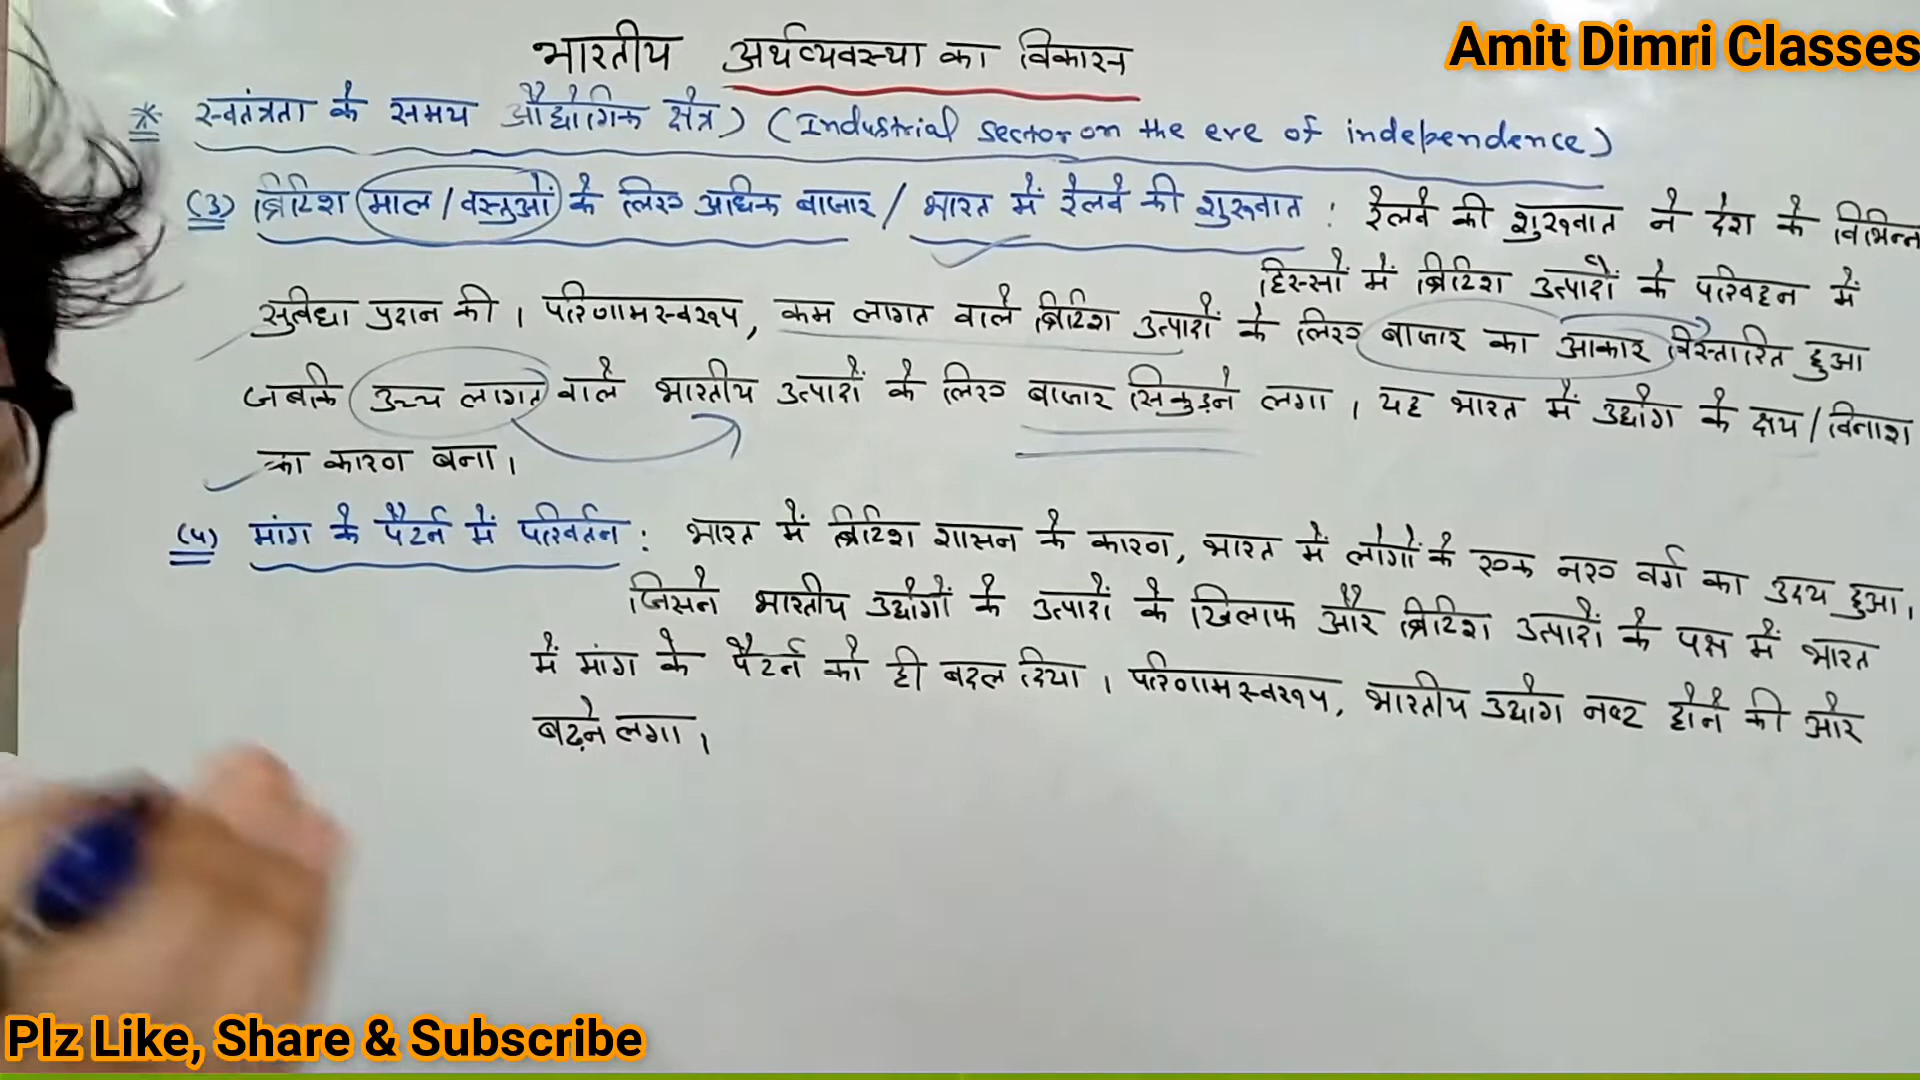 भारतीय अर्थव्यवस्था का विकास
Amit Dimri Classes
* स्वतंत्रता के समय औद्योगिक क्षेत्र) (Industrial sector on the eve of independence)
(3) ब्रिटिश माल / वस्तुओं के लिए अधिक बाजार / भारत में रेलवे की शुरुवात : रेलवे की शुरुवात ने देश के विभिन्न
हिस्सों में ब्रिटिश उत्पादों के परिवहन में
सुविधा प्रदान की । परिणामस्वरूप, कम लागत वाले ब्रिटिश उत्पादों के लिए बाजार का आकार विस्तारित हुआ
जबकि उच्च लागत वाले भारतीय उत्पादों के लिए बाजार सिकुड़ने लगा । यह भारत में उद्योग के क्षय / विनाश
का कारण बना ।
(4) मांग के पैटर्न में परिवर्तन : भारत में ब्रिटिश शासन के कारण, भारत में लोगों के एक नए वर्ग का उदय हुआ ।
जिसने भारतीय उद्योगों के उत्पादों के खिलाफ और ब्रिटिश उत्पादों के पक्ष में भारत
में मांग के पैटर्न को ही बदल दिया । परिणामस्वरूप, भारतीय उद्योग नष्ट होने की ओर
बढ़ने लगा ।
Plz Like, Share & Subscribe